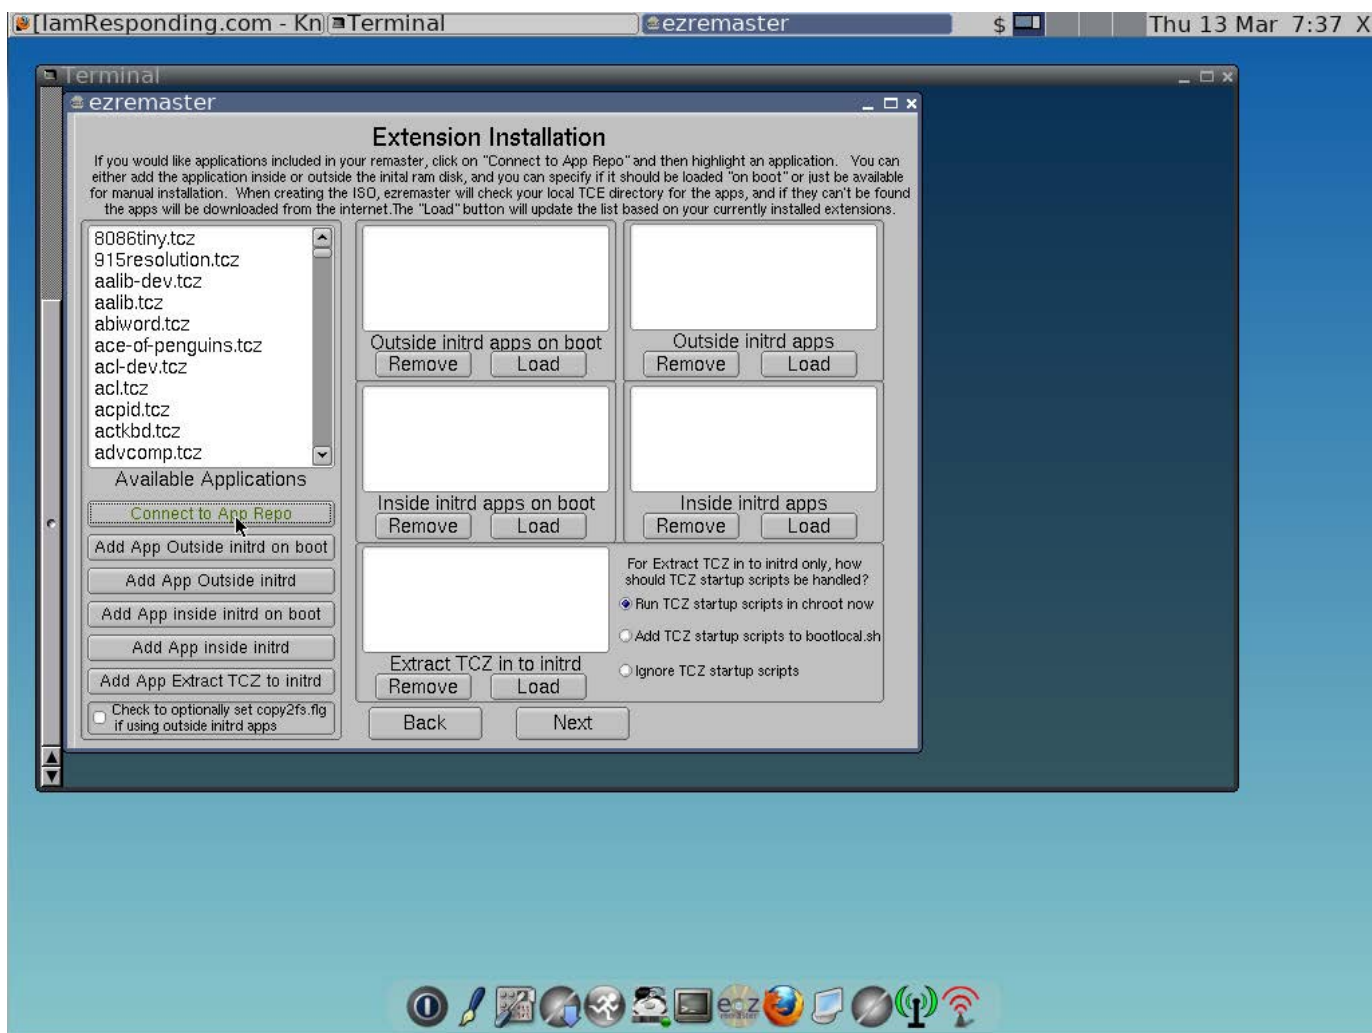 [IamResponding.com - Kn
Terminal
ezremaster
$
Thu 13 Mar 7:37 X
Terminal
ezremaster
Extension Installation
If you would like applications included in your remaster, click on "Connect to App Repo" and then highlight an application. You can
either add the application inside or outside the inital ram disk, and you can specify if it should be loaded "on boot" or just be available
for manual installation. When creating the ISO, ezremaster will check your local TCE directory for the apps, and if they can't be found
the apps will be downloaded from the internet.The "Load" button will update the list based on your currently installed extensions.
8086tiny.tcz
915resolution.tcz
aalib-dev.tcz
aalib.tcz
abiword.tcz
ace-of-penguins.tcz
acl-dev.tcz
acl.tcz
acpid.tcz
actkbd.tcz
advcomp.tcz
Available Applications
Connect to App Repo
Add App Outside initrd on boot
Add App Outside initrd
Add App inside initrd on boot
Add App inside initrd
Add App Extract TCZ to initrd
Check to optionally set copy2fs.flg
if using outside initrd apps
Outside initrd apps on boot
Remove
Load
Outside initrd apps
Remove
Load
Inside initrd apps on boot
Remove
Load
Inside initrd apps
Remove
Load
Extract TCZ in to initrd
Remove
Load
For Extract TCZ in to initrd only, how
should TCZ startup scripts be handled?
Run TCZ startup scripts in chroot now
Add TCZ startup scripts to bootlocal.sh
Ignore TCZ startup scripts
Back
Next